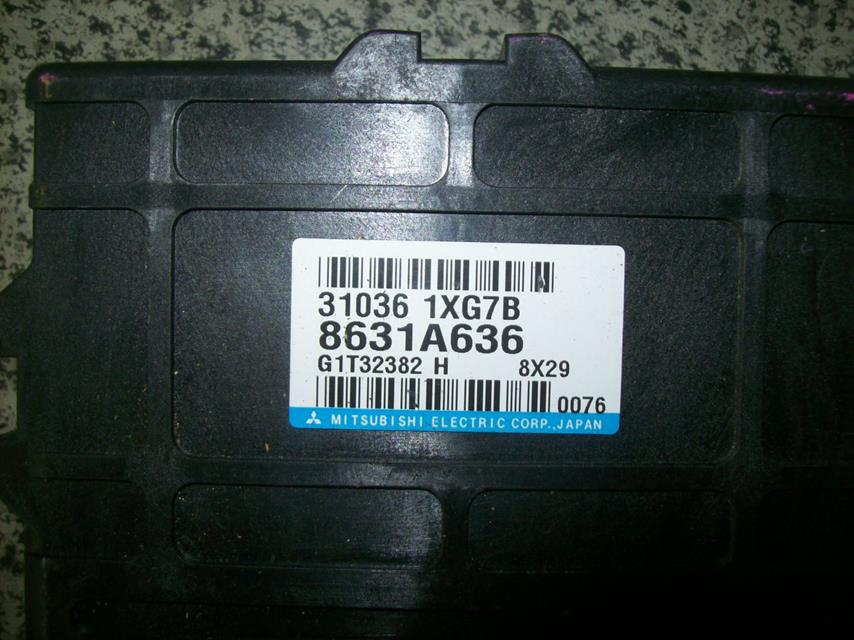 31036 1XG7B
8631A636
G1T32382 H 8X29
0076
MITSUBISHI ELECTRIC CORP.,JAPAN